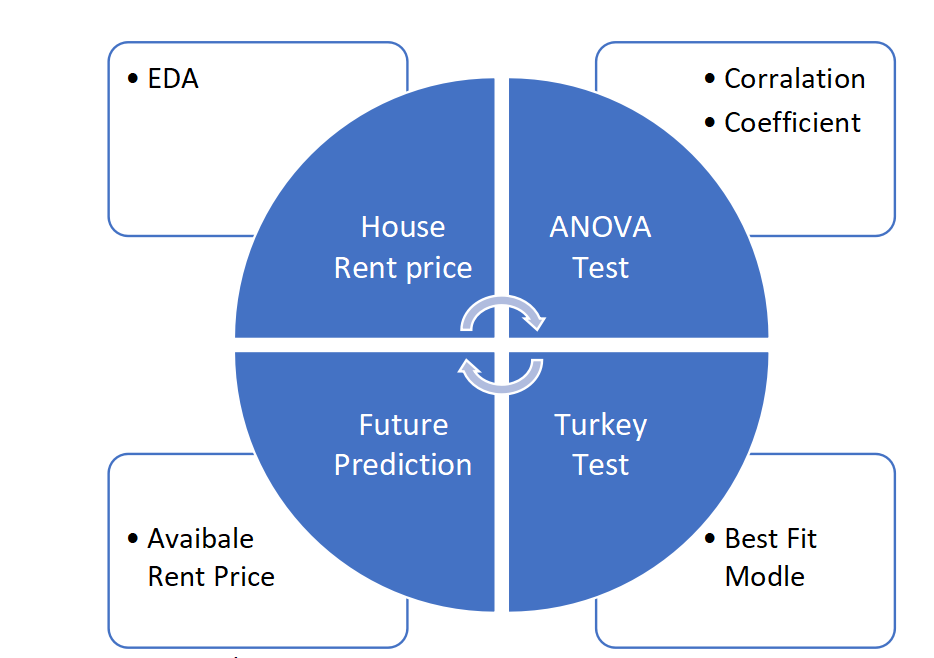 • EDA
• Corralation
• Coefficient
House
Rent price
ANOVA
Test
Future
Prediction
Turkey
Test
• Avaibale
Rent Price
• Best Fit
Modle